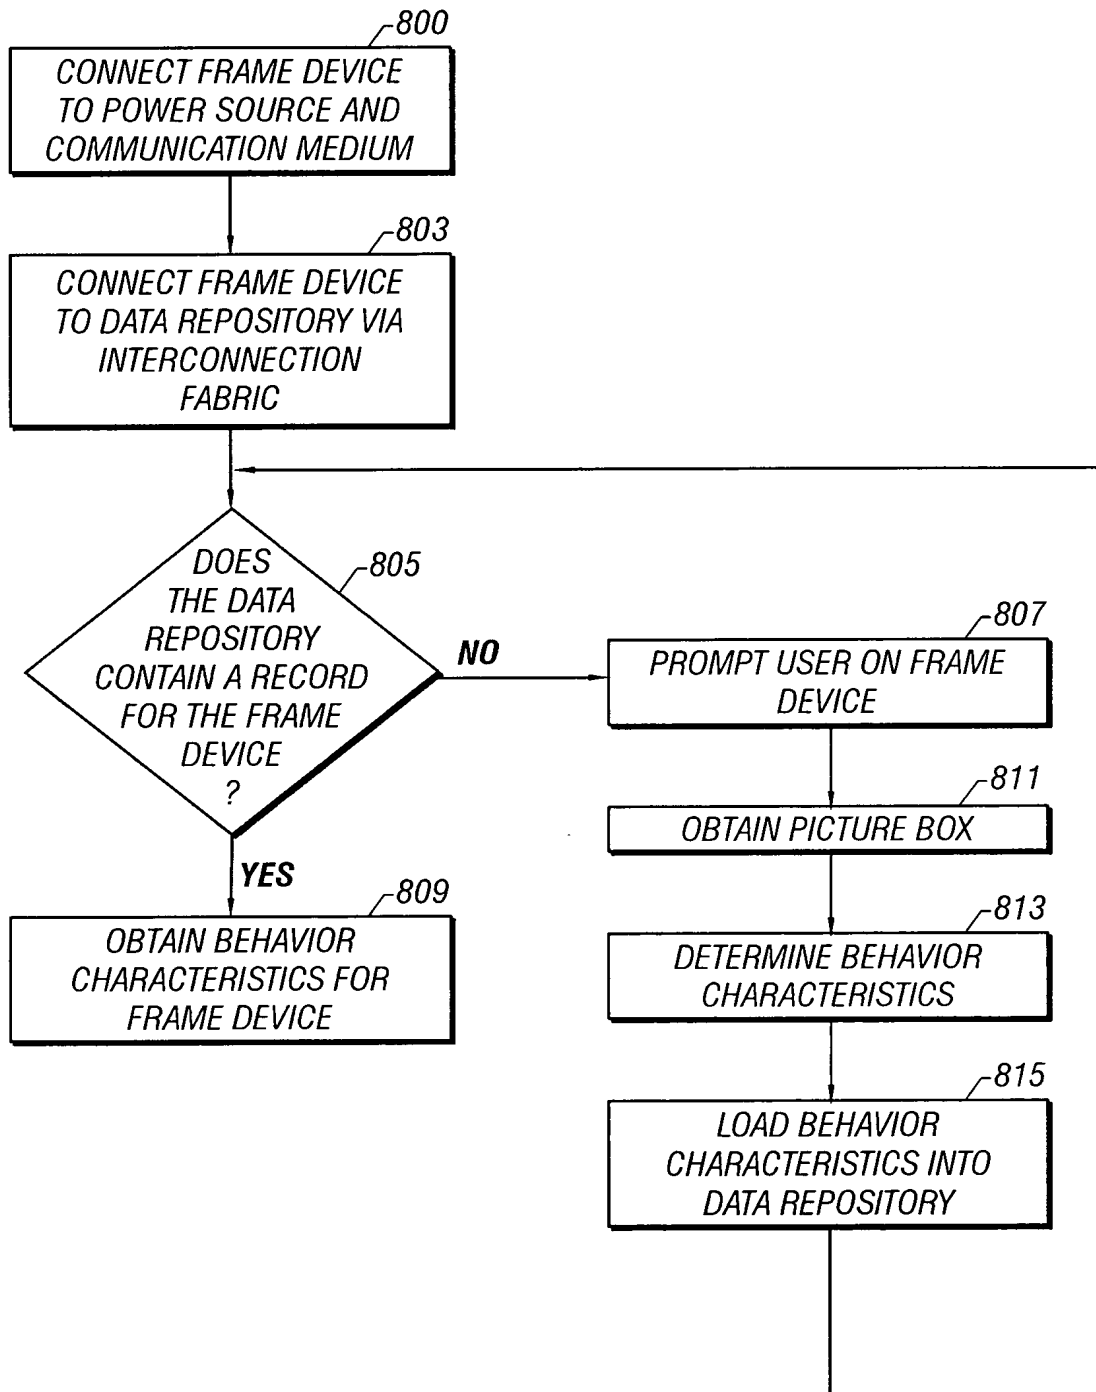 800
CONNECT FRAME DEVICE
TO POWER SOURCE AND
COMMUNICATION MEDIUM
803
CONNECT FRAME DEVICE
TO DATA REPOSITORY VIA
INTERCONNECTION
FABRIC
805
DOES
THE DATA
REPOSITORY
CONTAIN A RECORD
FOR THE FRAME
DEVICE
?
NO
YES
807
PROMPT USER ON FRAME
DEVICE
809
OBTAIN BEHAVIOR
CHARACTERISTICS FOR
FRAME DEVICE
811
OBTAIN PICTURE BOX
813
DETERMINE BEHAVIOR
CHARACTERISTICS
815
LOAD BEHAVIOR
CHARACTERISTICS INTO
DATA REPOSITORY